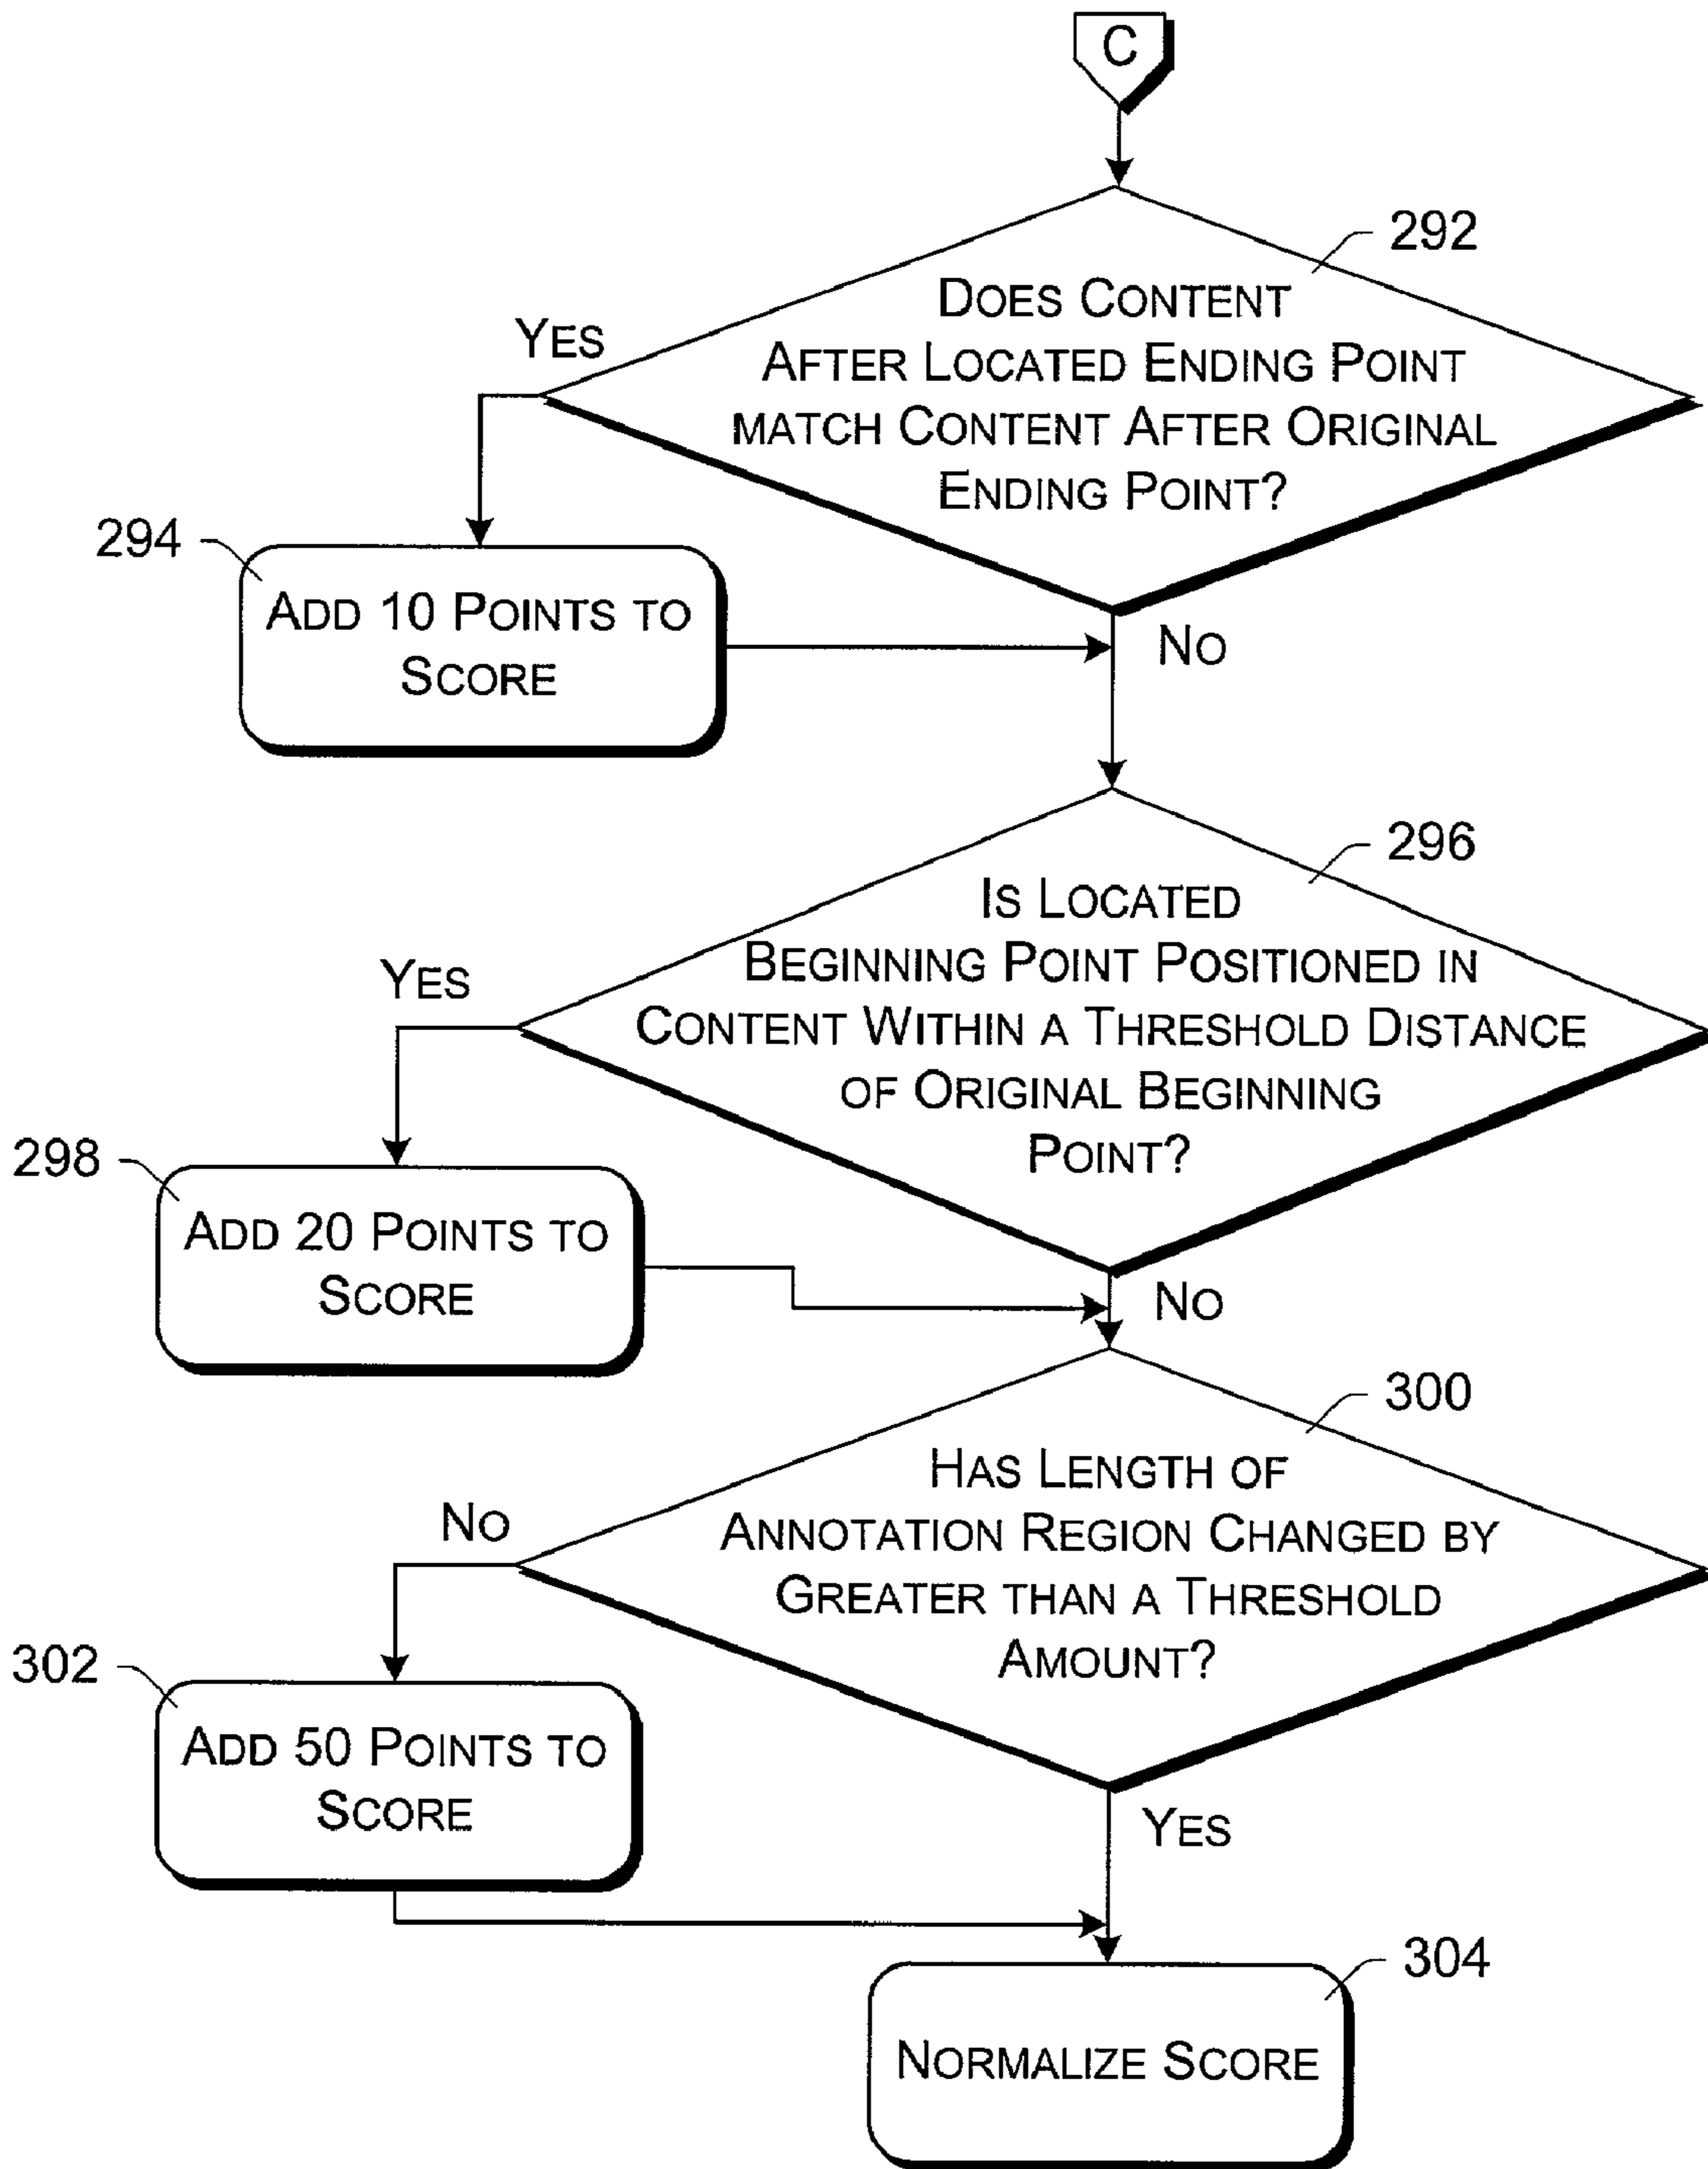 C
292
DOES CONTENT
AFTER LOCATED ENDING POINT
MATCH CONTENT AFTER ORIGINAL
ENDING POINT?
YES
294
ADD 10 POINTS TO
SCORE
NO
296
IS LOCATED
BEGINNING POINT POSITIONED IN
CONTENT WITHIN A THRESHOLD DISTANCE
OF ORIGINAL BEGINNING
POINT?
YES
298
ADD 20 POINTS TO
SCORE
NO
300
HAS LENGTH OF
ANNOTATION REGION CHANGED BY
GREATER THAN A THRESHOLD
AMOUNT?
NO
302
ADD 50 POINTS TO
SCORE
YES
304
NORMALIZE SCORE